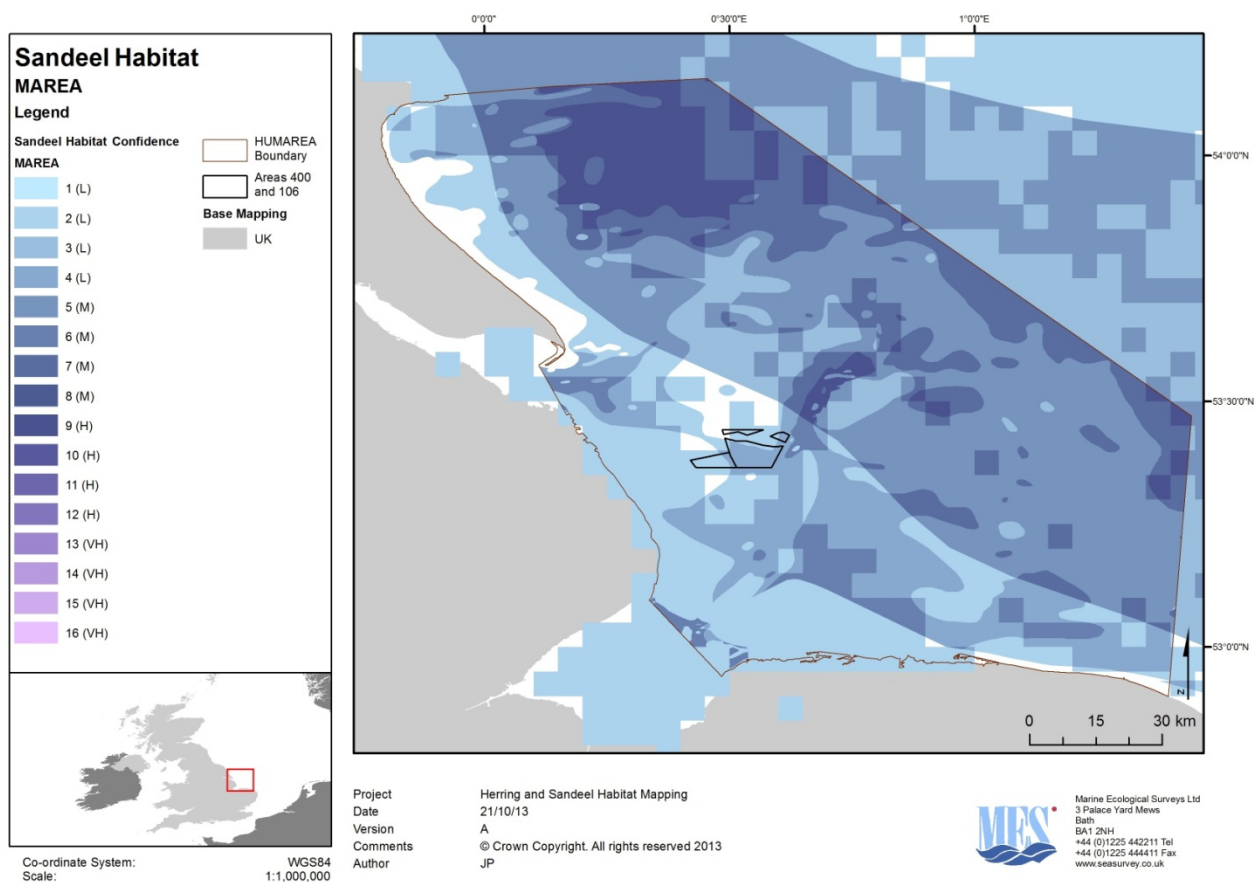 Sandeel Habitat
MAREA
Legend
Sandeel Habitat Confidence
MAREA
1 (L)
2 (L)
3 (L)
4 (L)
5 (M)
6 (M)
7 (M)
8 (M)
9 (H)
10 (H)
11 (H)
12 (H)
13 (VH)
14 (VH)
15 (VH)
16 (VH)
HUMAREA
Boundary
Areas 400
and 106
Base Mapping
UK
Co-ordinate System: WGS84
Scale: 1:1,000,000
0°0'0" 0°30'0"E 1°0'0"E
54°0'0"N
53°30'0"N
53°0'0"N
N
0 15 30 km
Project Herring and Sandeel Habitat Mapping
Date 21/10/13
Version A
Comments © Crown Copyright. All rights reserved 2013
Author JP
MES
Marine Ecological Surveys Ltd
3 Palace Yard Mews
Bath
BA1 2NH
+44 (0)1225 442211 Tel
+44 (0)1225 444411 Fax
www.seasurvey.co.uk